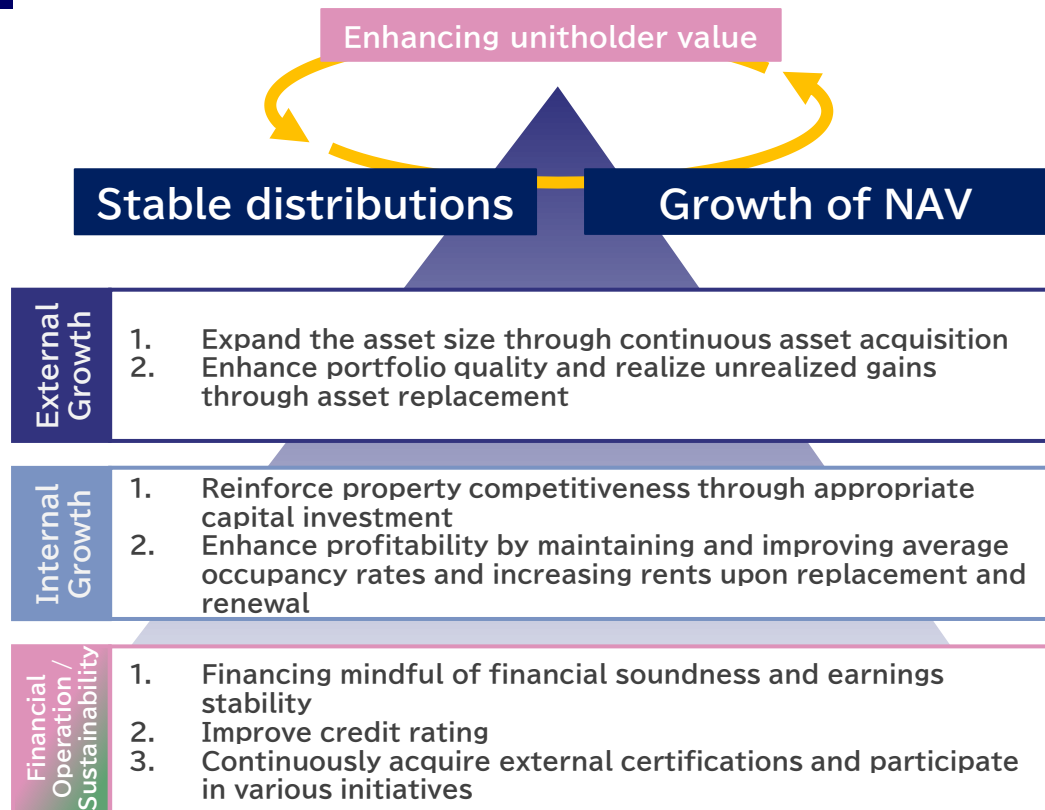 Enhancing unitholder value
Stable distributions
Growth of NAV
External
Growth
1. Expand the asset size through continuous asset acquisition
2. Enhance portfolio quality and realize unrealized gains
through asset replacement
Internal
Growth
1. Reinforce property competitiveness through appropriate
capital investment
2. Enhance profitability by maintaining and improving average
occupancy rates and increasing rents upon replacement and
renewal
Financial
Operation /
Sustainability
1. Financing mindful of financial soundness and earnings
stability
2. Improve credit rating
3. Continuously acquire external certifications and participate
in various initiatives